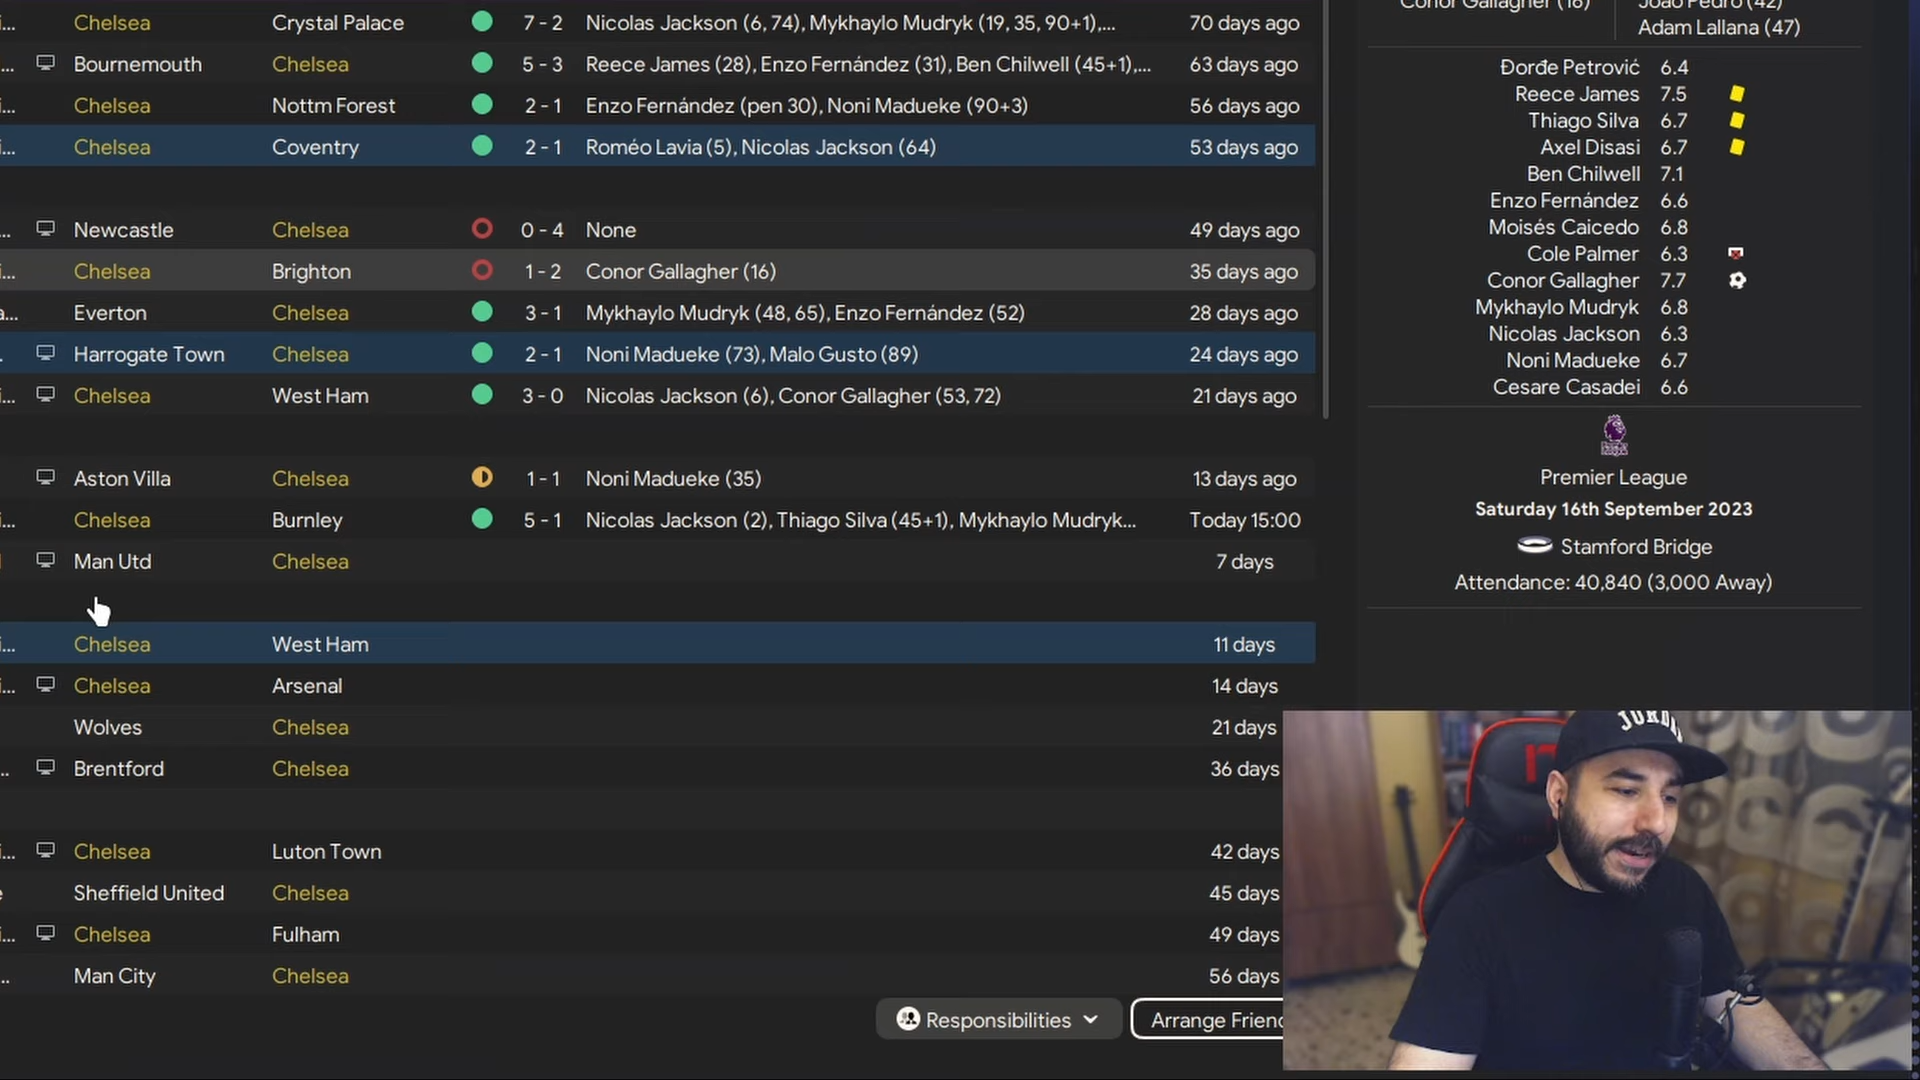 Chelsea Crystal Palace 7 - 2 Nicolas Jackson (6, 74), Mykhaylo Mudryk (19, 35, 90+1),... 70 days ago
Bournemouth Chelsea 5 - 3 Reece James (28), Enzo Fernández (31), Ben Chilwell (45+1),... 63 days ago
Chelsea Nottm Forest 2 - 1 Enzo Fernández (pen 30), Noni Madueke (90+3) 56 days ago
Chelsea Coventry 2 - 1 Roméo Lavia (5), Nicolas Jackson (64) 53 days ago
Newcastle Chelsea 0 - 4 None 49 days ago
Chelsea Brighton 1 - 2 Conor Gallagher (16) 35 days ago
Everton Chelsea 3 - 1 Mykhaylo Mudryk (48, 65), Enzo Fernández (52) 28 days ago
Harrogate Town Chelsea 2 - 1 Noni Madueke (73), Malo Gusto (89) 24 days ago
Chelsea West Ham 3 - 0 Nicolas Jackson (6), Conor Gallagher (53, 72) 21 days ago
Aston Villa Chelsea 1 - 1 Noni Madueke (35) 13 days ago
Chelsea Burnley 5 - 1 Nicolas Jackson (2), Thiago Silva (45+1), Mykhaylo Mudryk... Today 15:00
Man Utd Chelsea 7 days
Chelsea West Ham 11 days
Chelsea Arsenal 14 days
Wolves Chelsea 21 days
Brentford Chelsea 36 days
Chelsea Luton Town 42 days
Sheffield United Chelsea 45 days
Chelsea Fulham 49 days
Man City Chelsea 56 days
Responsibilities
Arrange Friend
Conor Gallagher (16)
João Pedro (42)
Adam Lallana (47)
Đorđe Petrović 6.4
Reece James 7.5
Thiago Silva 6.7
Axel Disasi 6.7
Ben Chilwell 7.1
Enzo Fernández 6.6
Moisés Caicedo 6.8
Cole Palmer 6.3
Conor Gallagher 7.7
Mykhaylo Mudryk 6.8
Nicolas Jackson 6.3
Noni Madueke 6.7
Cesare Casadei 6.6
Premier League
Saturday 16th September 2023
Stamford Bridge
Attendance: 40,840 (3,000 Away)